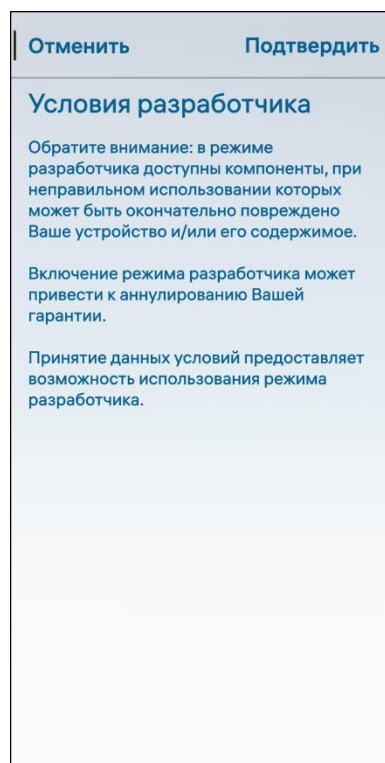 Отменить Подтвердить
Условия разработчика
Обратите внимание: в режиме
разработчика доступны компоненты, при
неправильном использовании которых
может быть окончательно повреждено
Ваше устройство и/или его содержимое.
Включение режима разработчика может
привести к аннулированию Вашей
гарантии.
Принятие данных условий предоставляет
возможность использования режима
разработчика.